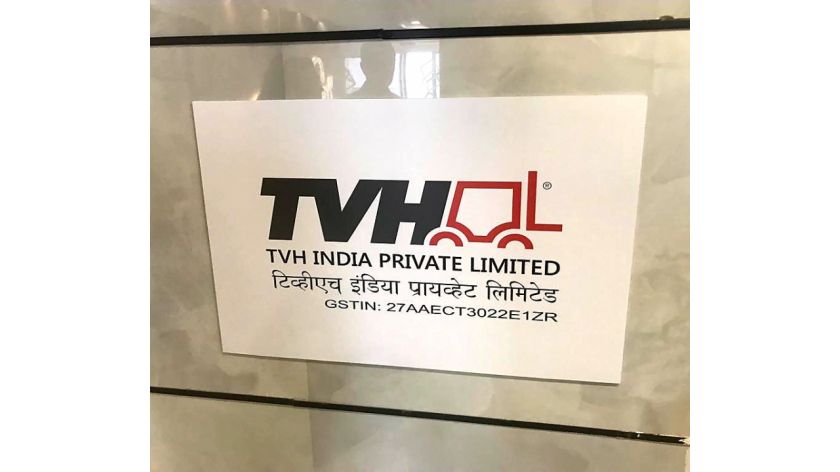 TVH®
TVH INDIA PRIVATE LIMITED
टिव्हीएच इंडिया प्रायव्हेट लिमिटेड
GSTIN: 27AAECT3022E1ZR